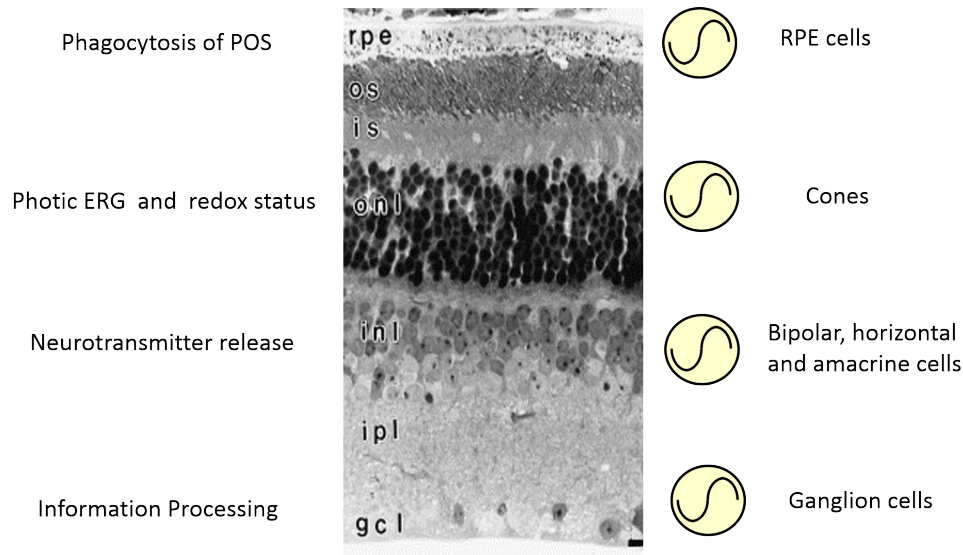 Phagocytosis of POS
rpe
RPE cells
os
is
Photic ERG and redox status
onl
Cones
Neurotransmitter release
inl
Bipolar, horizontal
and amacrine cells
ipl
Information Processing
gcl
Ganglion cells